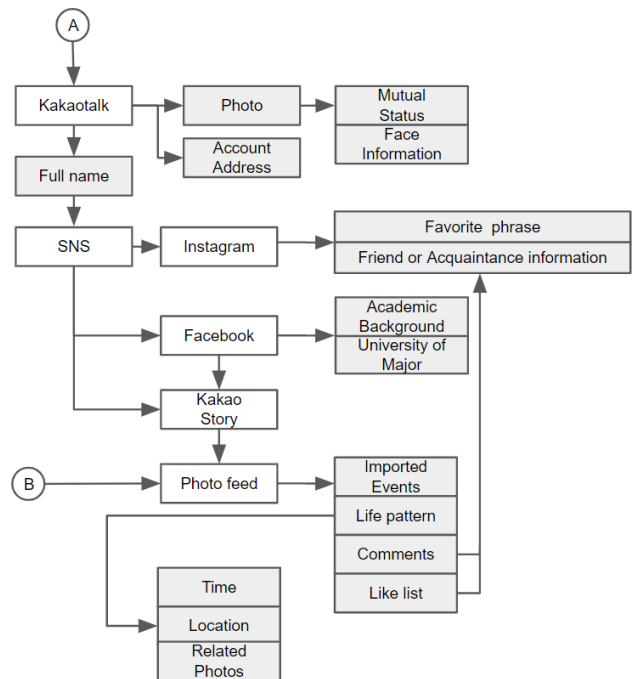 A
Kakaotalk
Photo
Mutual
Status
Face
Information
Account
Address
Full name
SNS
Instagram
Favorite phrase
Friend or Acquaintance information
Facebook
Academic
Background
University of
Major
Kakao
Story
B
Photo feed
Imported
Events
Life pattern
Comments
Like list
Time
Location
Related
Photos